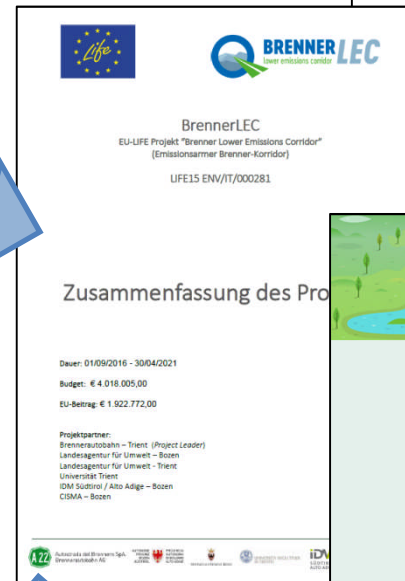 Life
BRENNER LEC
lower emissions corridor
BrennerLEC
EU-LIFE Projekt "Brenner Lower Emissions Corridor"
(Emissionsarmer Brenner-Korridor)
LIFE15 ENV/IT/000281
Zusammenfassung des Pro
Dauer: 01/09/2016 - 30/04/2021
Budget: € 4.018.005,00
EU-Beitrag: € 1.922.772,00
Projektpartner:
Brennerautobahn – Trient (Project Leader)
Landesagentur für Umwelt – Bozen
Landesagentur für Umwelt - Trient
Universität Trient
IDM Südtirol / Alto Adige – Bozen
CISMA – Bozen
A22 Autostrada del Brennero SpA
Brennerautobahn AG